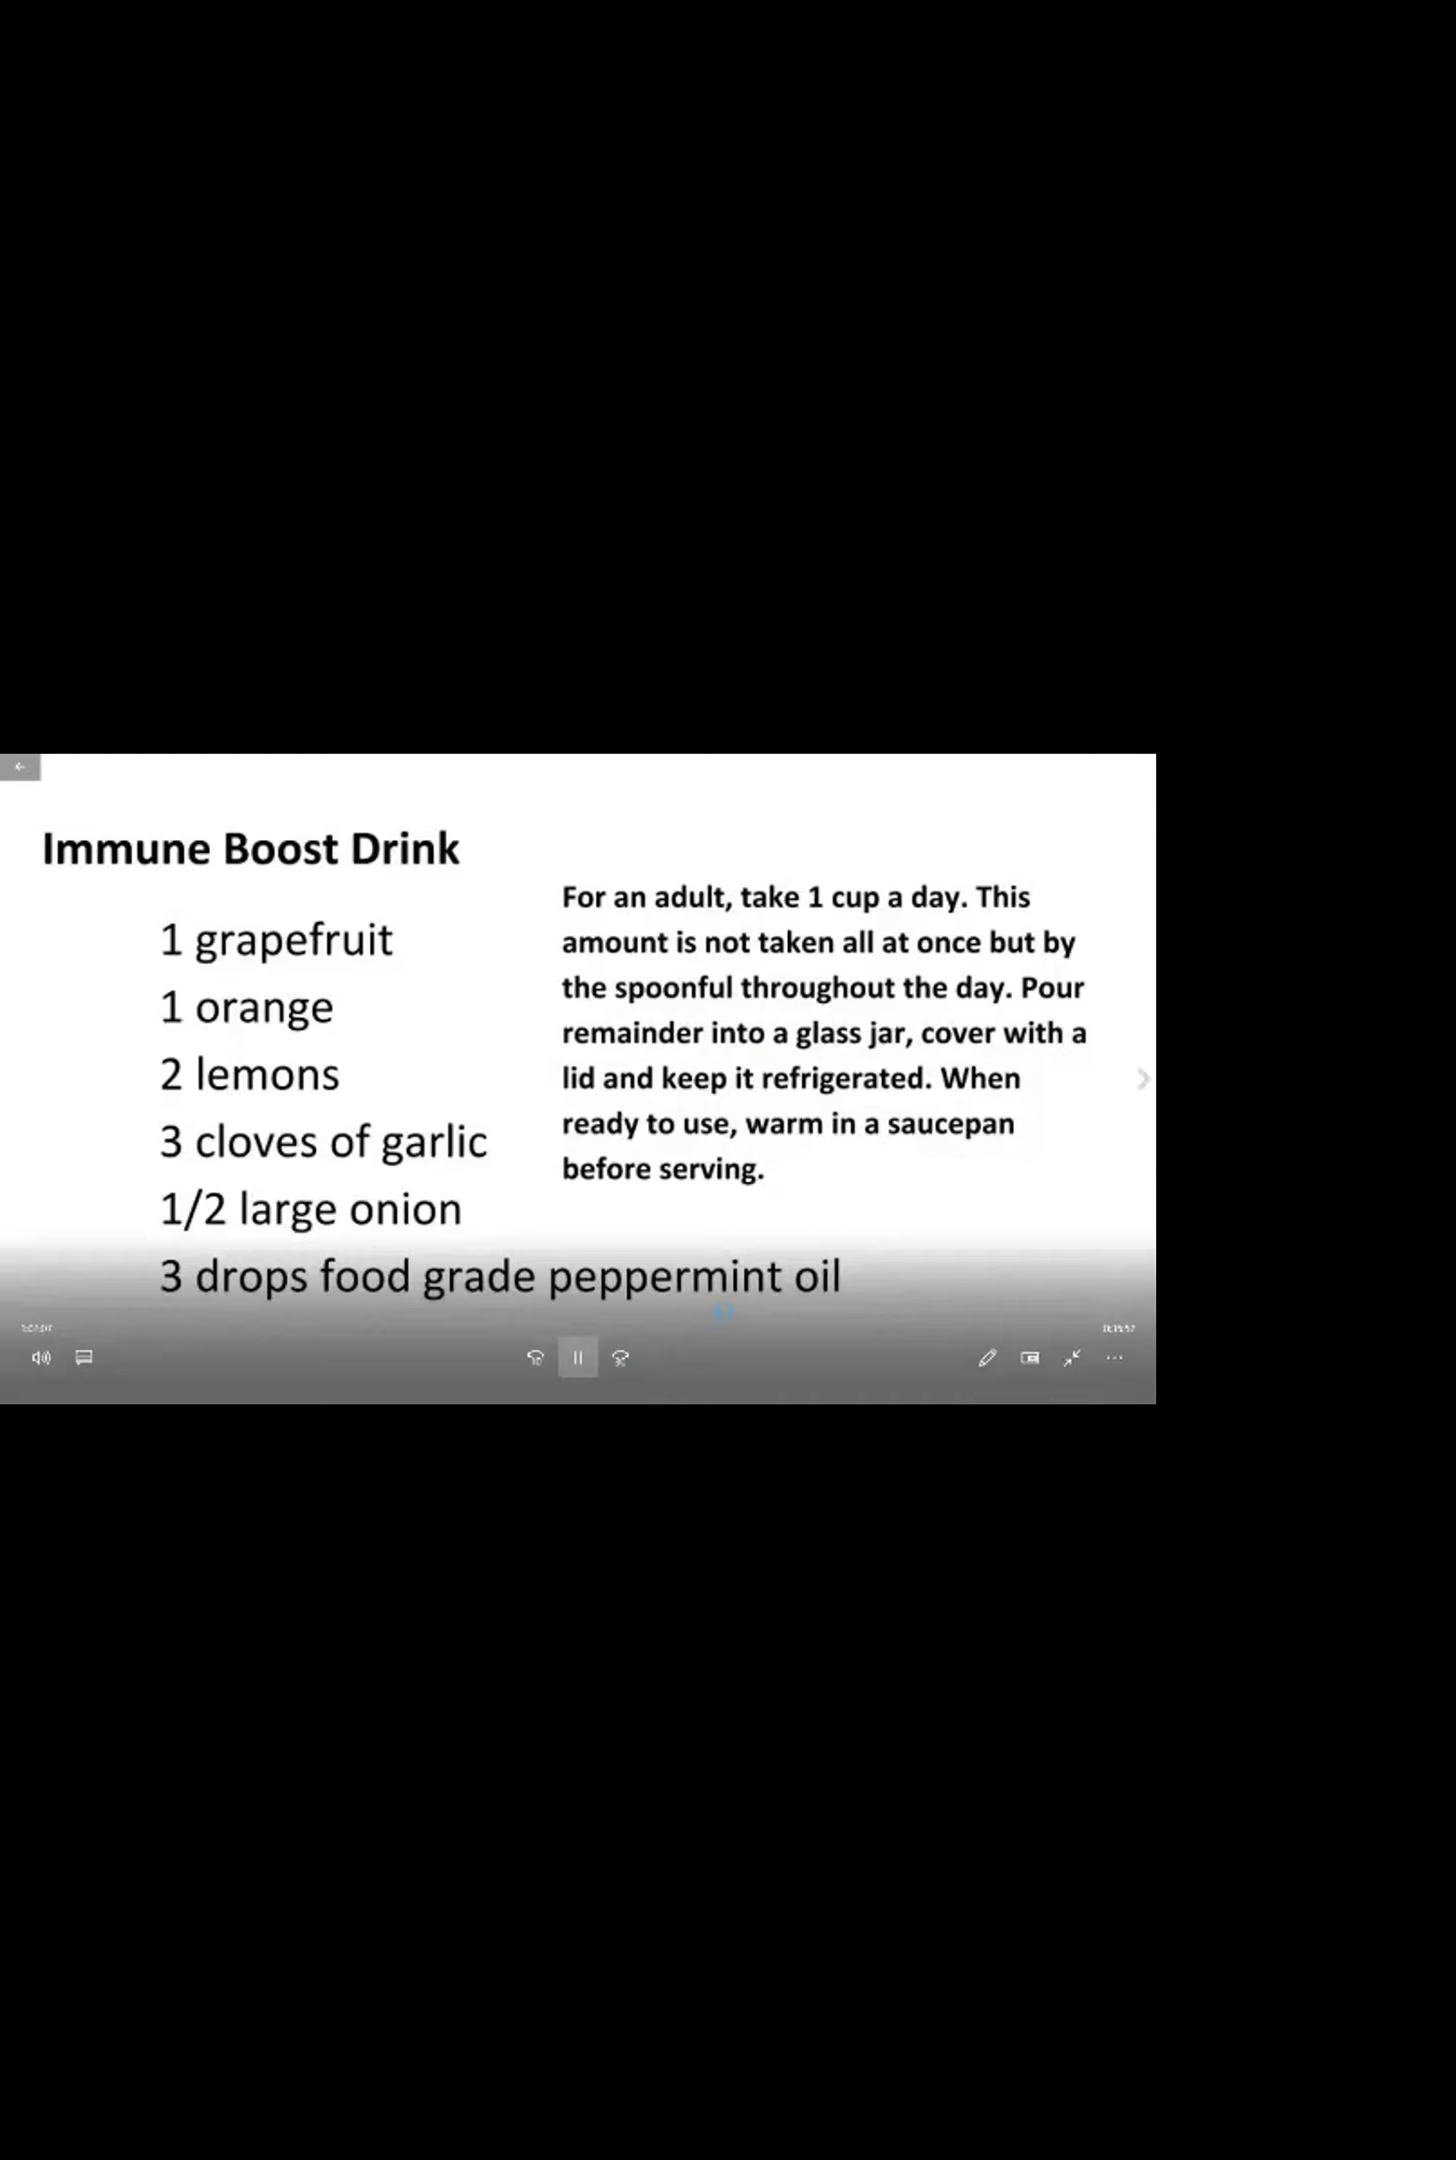 Immune Boost Drink
1 grapefruit
1 orange
2 lemons
3 cloves of garlic
1/2 large onion
3 drops food grade peppermint oil
For an adult, take 1 cup a day. This
amount is not taken all at once but by
the spoonful throughout the day. Pour
remainder into a glass jar, cover with a
lid and keep it refrigerated. When
ready to use, warm in a saucepan
before serving.